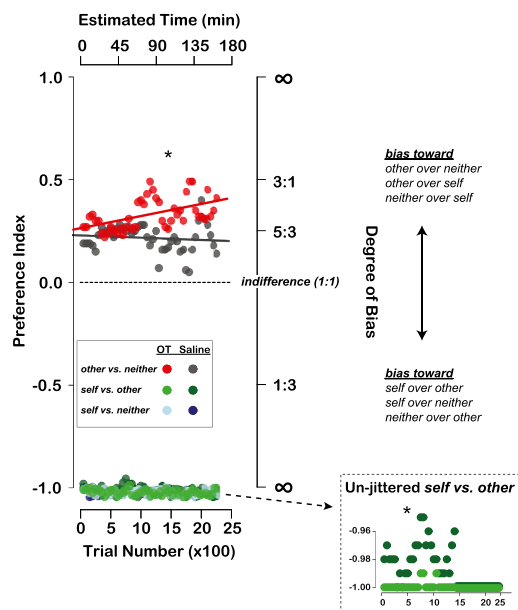 Estimated Time (min)
0 45 90 135 180
Preference Index
1.0
0.5
0.0
-0.5
-1.0
*
∞
3:1
5:3
indifference (1:1)
1:3
∞
Degree of Bias
bias toward
other over neither
other over self
neither over self
bias toward
self over other
self over neither
neither over other
OT Saline
other vs. neither
self vs. other
self vs. neither
0 5 10 15 20 25
Trial Number (x100)
Un-jittered self vs. other
*
-0.96
-0.98
-1.00
0 5 10 15 20 25